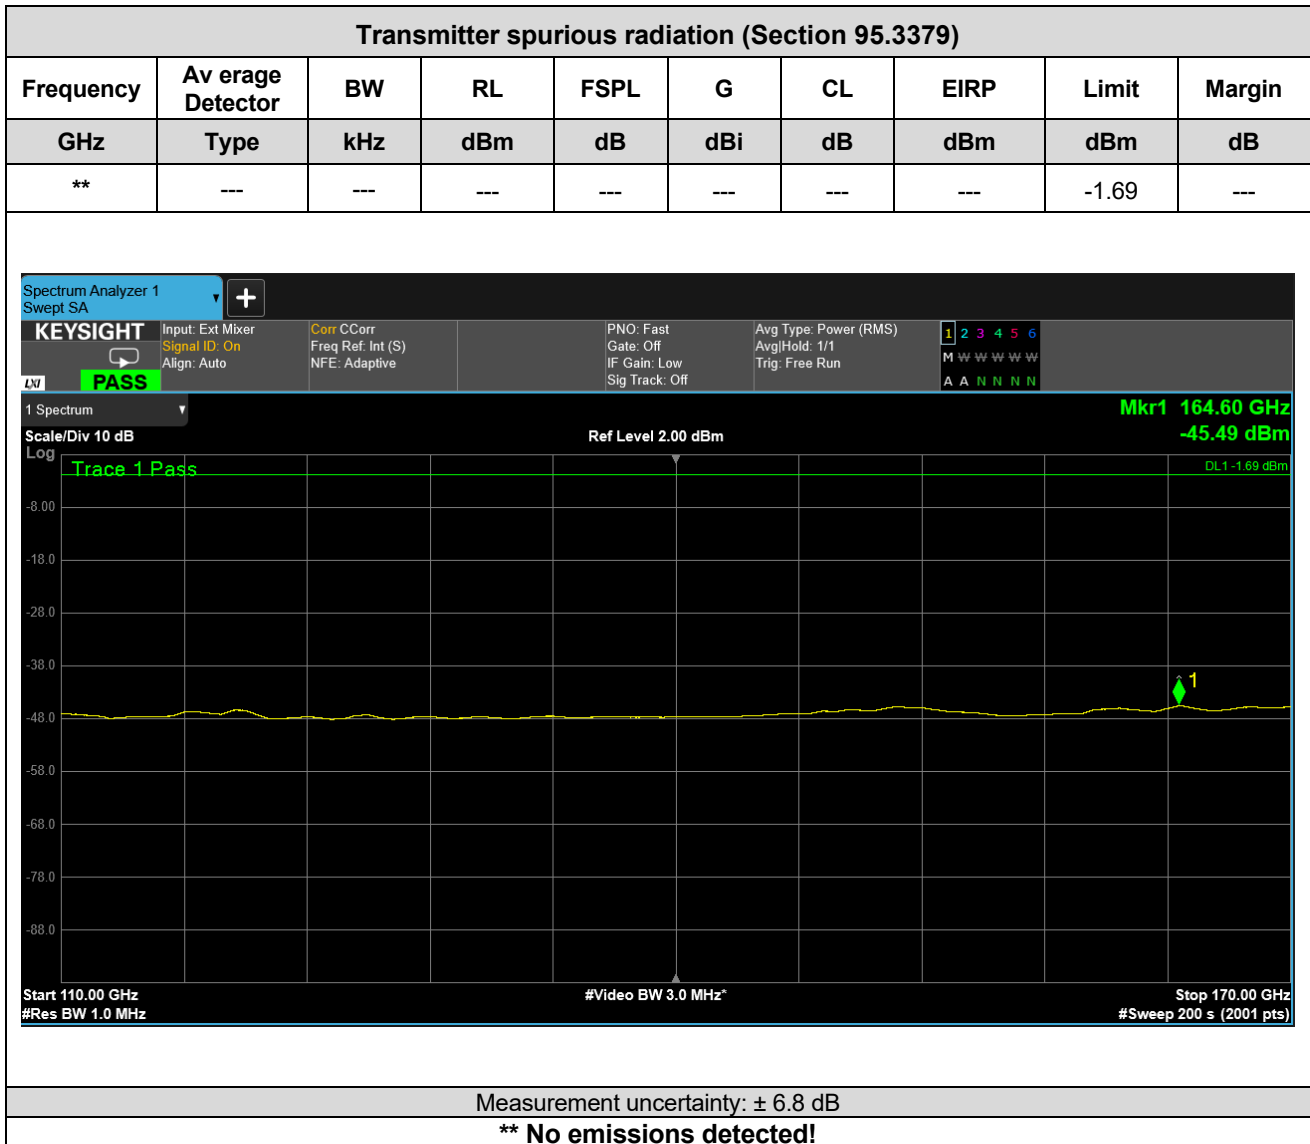 Transmitter spurious radiation (Section 95.3379)
Frequency Av erage Detector BW RL FSPL G CL EIRP Limit Margin
GHz Type kHz dBm dB dBi dB dBm dBm dB
** --- --- --- --- --- --- --- -1.69 ---
Spectrum Analyzer 1
Swept SA
+
KEYSIGHT Input: Ext Mixer Corr CCorr PNO: Fast Avg Type: Power (RMS) 1 2 3 4 5 6
Signal ID: On Freq Ref: Int (S) Gate: Off Avg|Hold: 1/1 M W W W W W
Align: Auto NFE: Adaptive IF Gain: Low Trig: Free Run
LXI PASS Sig Track: Off A A N N N N
1 Spectrum Mkr1 164.60 GHz
Scale/Div 10 dB Ref Level 2.00 dBm -45.49 dBm
Log
Trace 1 Pass DL1 -1.69 dBm
-8.00
-18.0
-28.0
-38.0
1
-48.0
-58.0
-68.0
-78.0
-88.0
Start 110.00 GHz #Video BW 3.0 MHz* Stop 170.00 GHz
#Res BW 1.0 MHz #Sweep 200 s (2001 pts)
Measurement uncertainty: ± 6.8 dB
** No emissions detected!